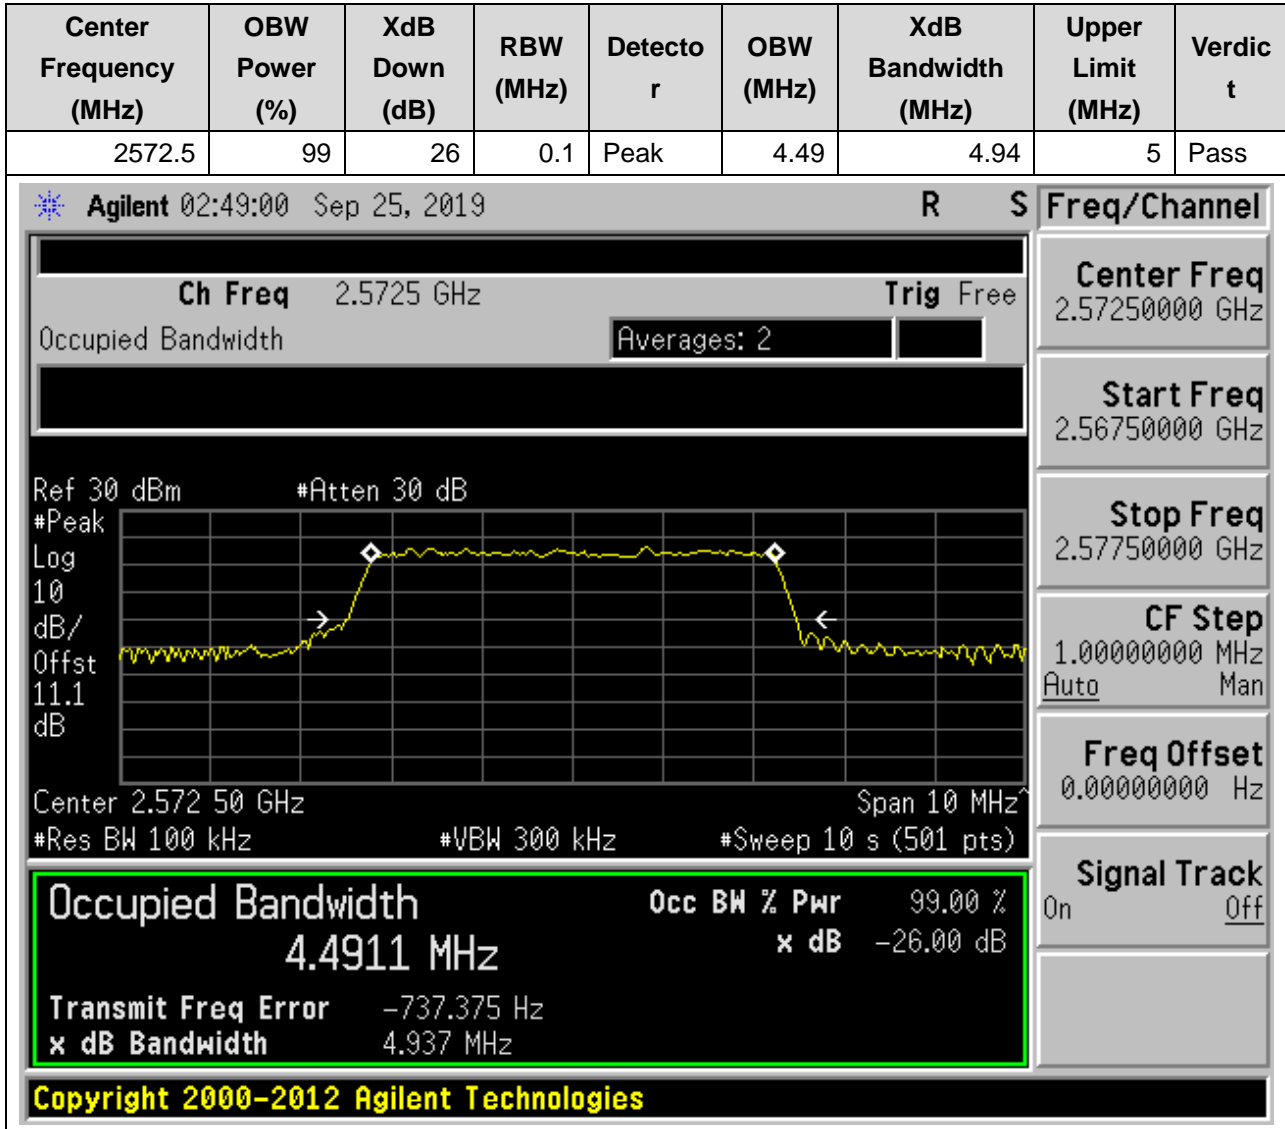 Center Frequency (MHz) OBW Power (%) XdB Down (dB) RBW (MHz) Detecto r OBW (MHz) XdB Bandwidth (MHz) Upper Limit (MHz) Verdic t
2572.5 99 26 0.1 Peak 4.49 4.94 5 Pass
Agilent 02:49:00 Sep 25, 2019 R S Freq/Channel
Ch Freq 2.5725 GHz Trig Free
Occupied Bandwidth Averages: 2
Center Freq
2.57250000 GHz
Start Freq
2.56750000 GHz
Stop Freq
2.57750000 GHz
CF Step
1.00000000 MHz
Auto Man
Freq Offset
0.00000000 Hz
Signal Track
On Off
Ref 30 dBm #Atten 30 dB
#Peak
Log
10
dB/
Offst
11.1
dB
Center 2.572 50 GHz Span 10 MHz^
#Res BW 100 kHz #VBW 300 kHz #Sweep 10 s (501 pts)
Occupied Bandwidth Occ BW % Pwr 99.00 %
4.4911 MHz x dB -26.00 dB
Transmit Freq Error -737.375 Hz
x dB Bandwidth 4.937 MHz
Copyright 2000-2012 Agilent Technologies